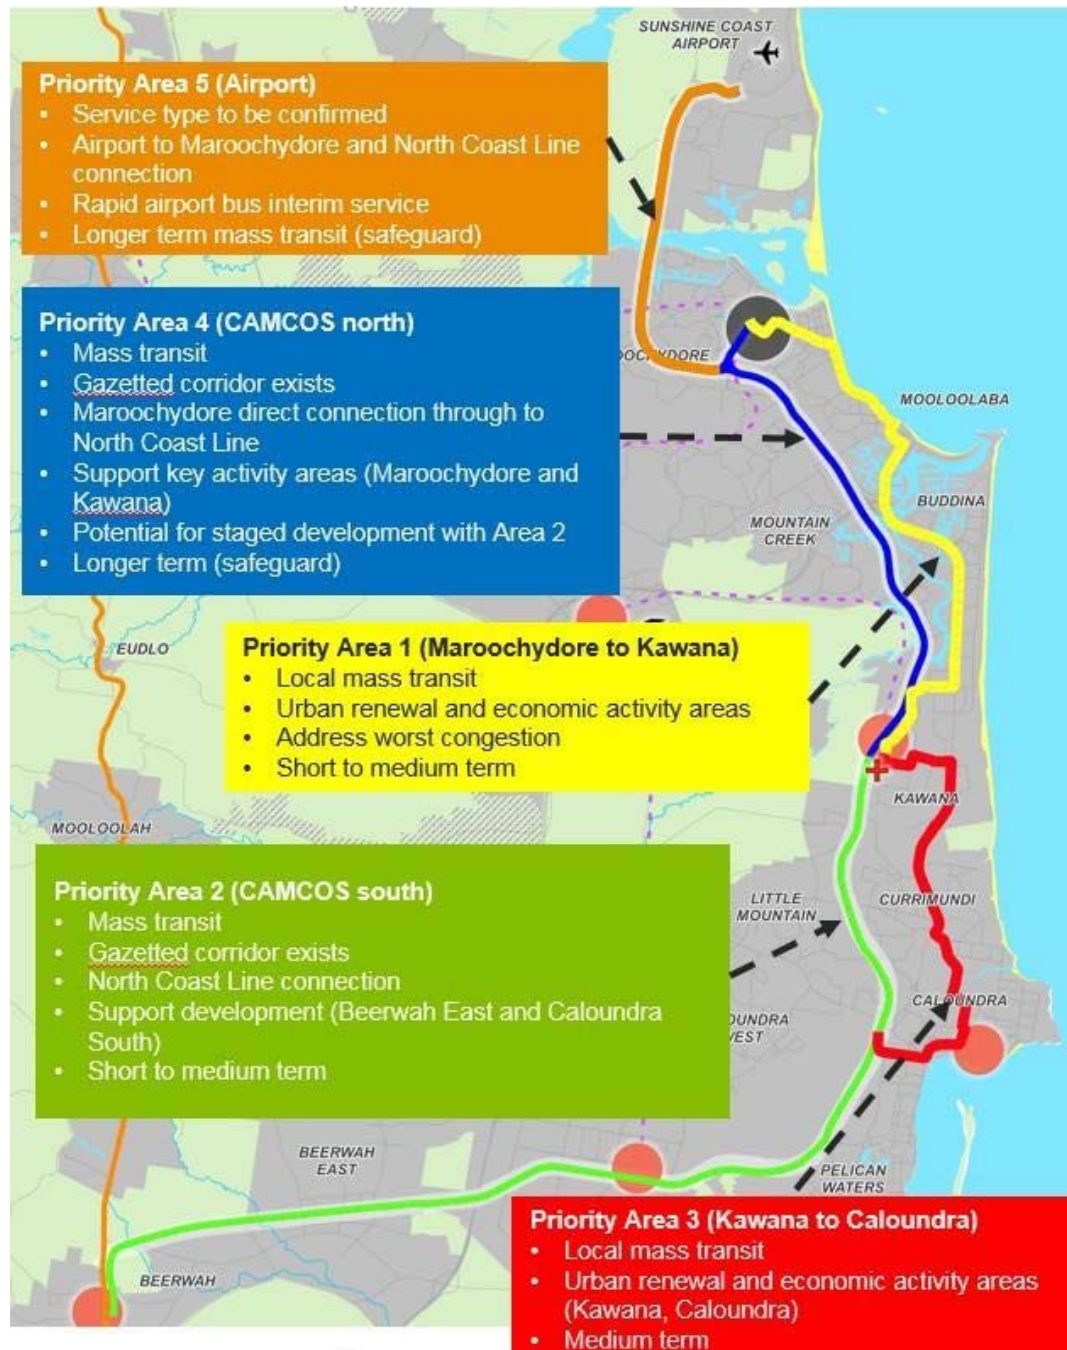 SUNSHINE COAST
AIRPORT
Priority Area 5 (Airport)
• Service type to be confirmed
• Airport to Maroochydore and North Coast Line
connection
• Rapid airport bus interim service
• Longer term mass transit (safeguard)
Priority Area 4 (CAMCOS north)
• Mass transit
• Gazetted corridor exists
• Maroochydore direct connection through to
North Coast Line
• Support key activity areas (Maroochydore and
Kawana)
• Potential for staged development with Area 2
• Longer term (safeguard)
OOCHYDORE
MOOLOOLABA
BUDDINA
MOUNTAIN
CREEK
EUDLO
Priority Area 1 (Maroochydore to Kawana)
• Local mass transit
• Urban renewal and economic activity areas
• Address worst congestion
• Short to medium term
KAWANA
MOOLOOLAH
Priority Area 2 (CAMCOS south)
• Mass transit
• Gazetted corridor exists
• North Coast Line connection
• Support development (Beerwah East and Caloundra
South)
• Short to medium term
LITTLE
MOUNTAIN
CURRIMUNDI
CALOUNDRA
OUNDRA
VEST
BEERWAH
EAST
PELICAN
WATERS
BEERWAH
Priority Area 3 (Kawana to Caloundra)
• Local mass transit
• Urban renewal and economic activity areas
(Kawana, Caloundra)
• Medium term